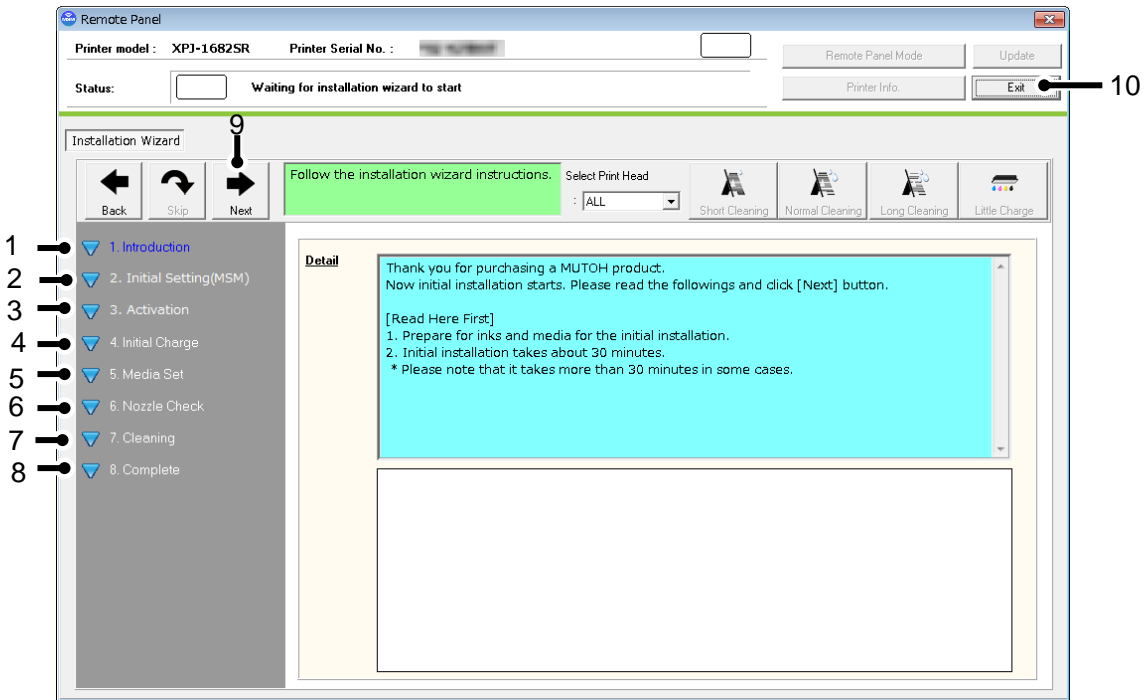 Remote Panel
Printer model : XPJ-1682SR Printer Serial No. :
Remote Panel Mode Update
Status: Waiting for installation wizard to start
Printer Info. Exit 10
9
Installation Wizard
Follow the installation wizard instructions. Select Print Head
: ALL
Back Skip Next Short Cleaning Normal Cleaning Long Cleaning Little Charge
1 1. Introduction
2 2. Initial Setting(MSM)
3 3. Activation
4 4. Initial Charge
5 5. Media Set
6 6. Nozzle Check
7 7. Cleaning
8 8. Complete
Detail
Thank you for purchasing a MUTOH product.
Now initial installation starts. Please read the followings and click [Next] button.
[Read Here First]
1. Prepare for inks and media for the initial installation.
2. Initial installation takes about 30 minutes.
* Please note that it takes more than 30 minutes in some cases.